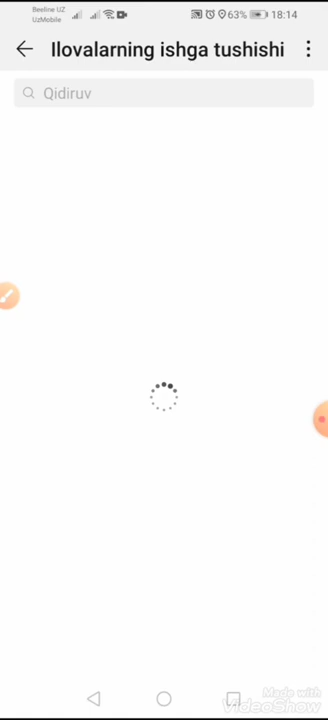 Beeline UZ
UzMobile
63%
18:14
Ilovalarning ishga tushishi
Qidiruv
Made with
VideoShow